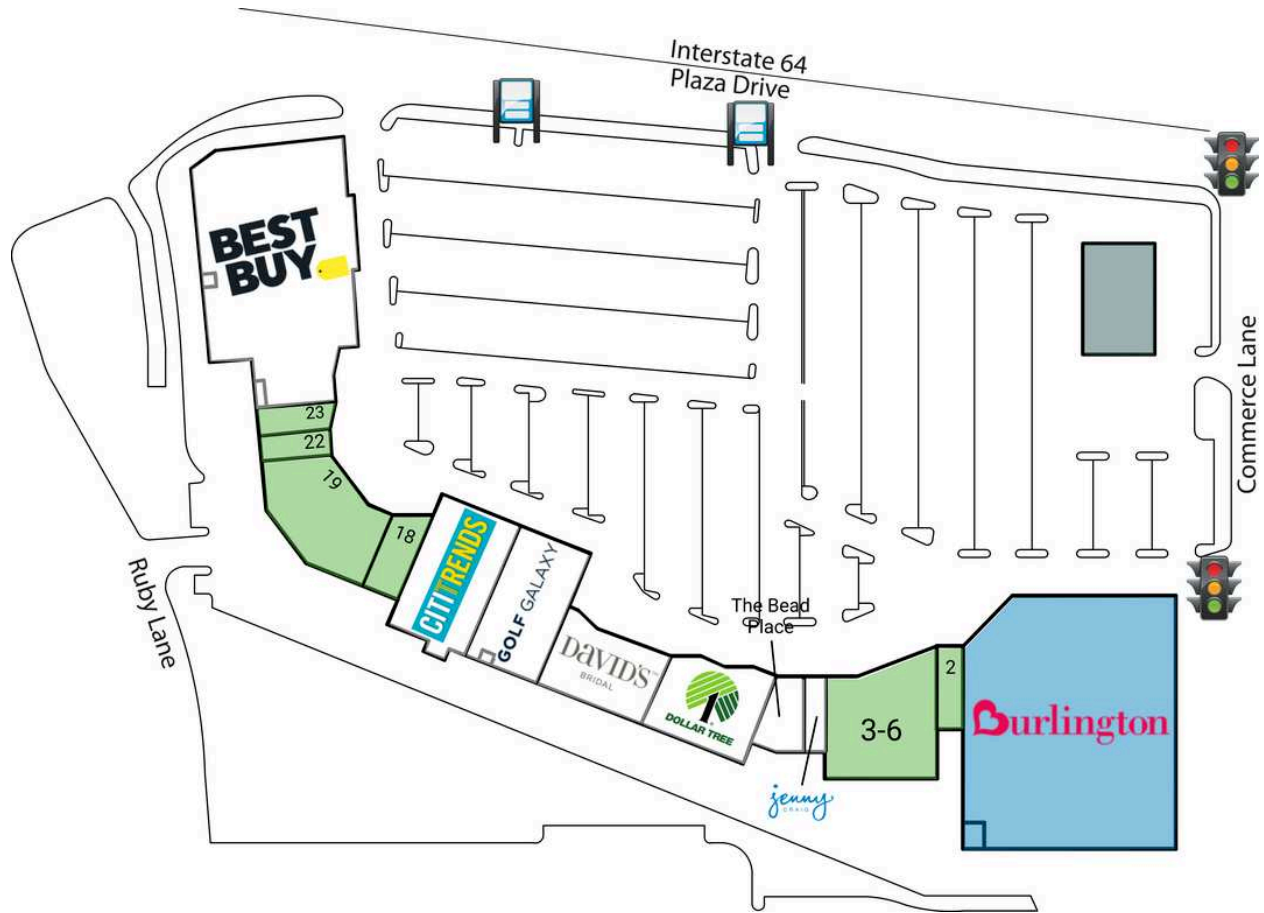 Interstate 64
Plaza Drive
BEST
BUY
Commerce Lane
23
22
19
18
CITITRENDS
GOLF GALAXY
Ruby Lane
DAVID'S
BRIDAL
The Bead
Place
DOLLAR TREE
2
3-6
Burlington
jenny
CRAIG